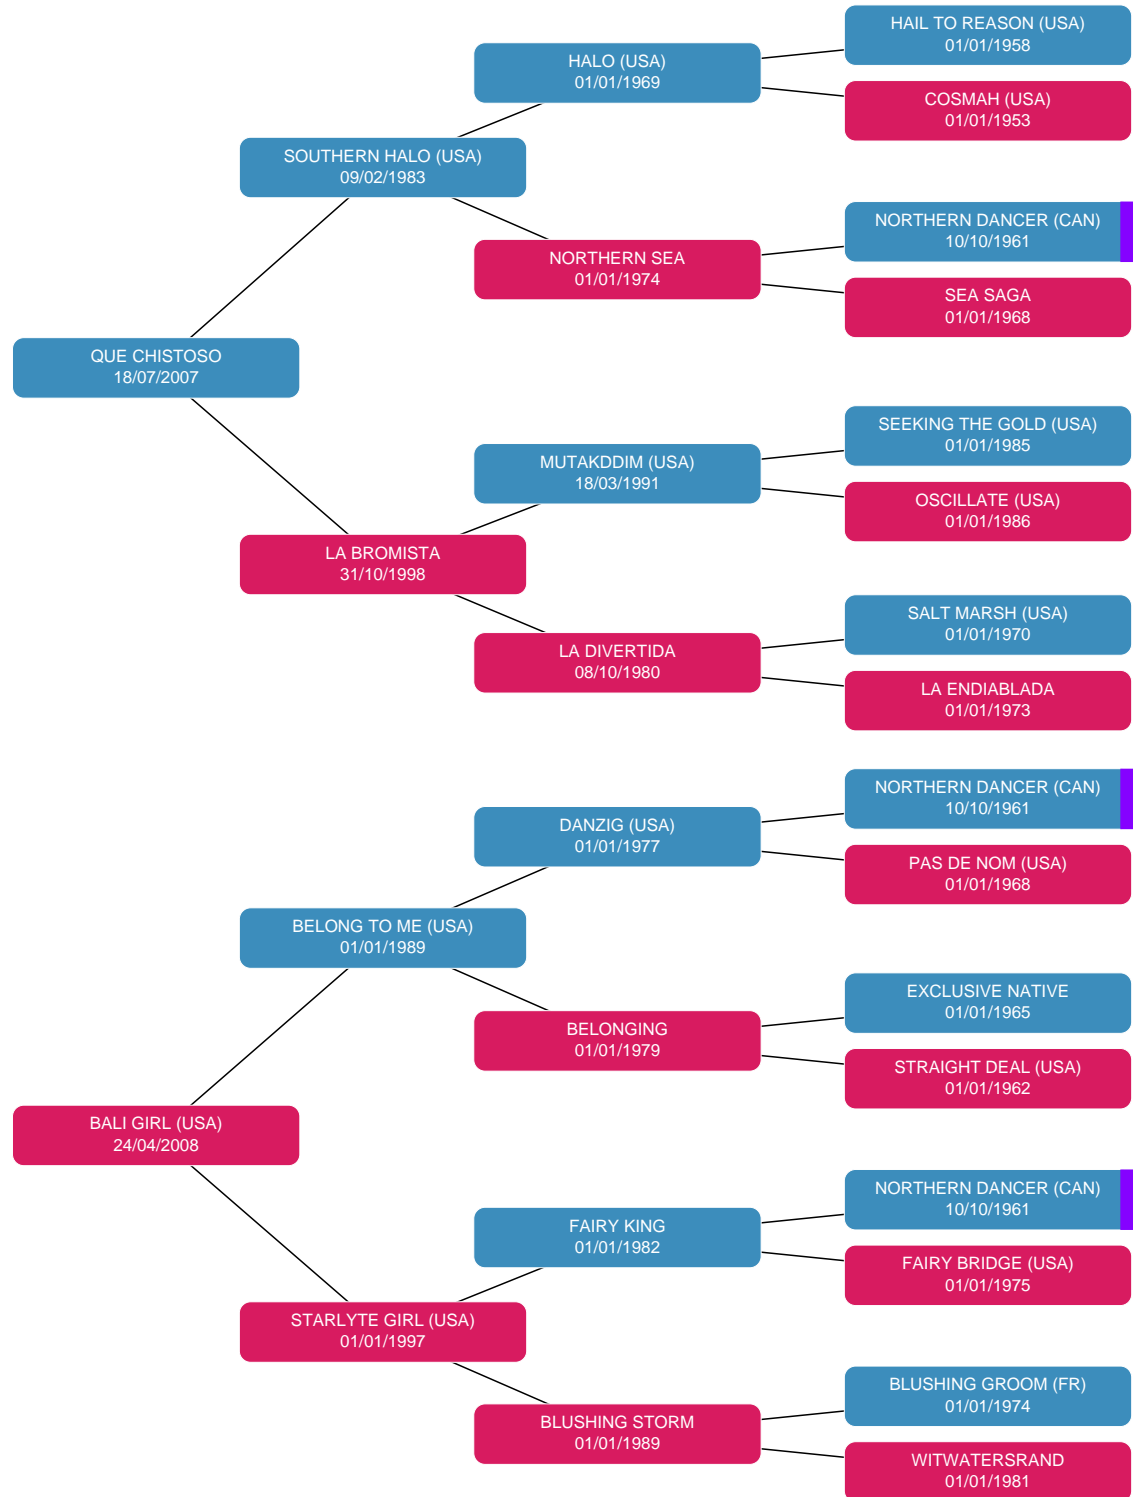 HAIL TO REASON (USA)
01/01/1958
HALO (USA)
01/01/1969
COSMAH (USA)
01/01/1953
SOUTHERN HALO (USA)
09/02/1983
NORTHERN DANCER (CAN)
10/10/1961
NORTHERN SEA
01/01/1974
SEA SAGA
01/01/1968
QUE CHISTOSO
18/07/2007
SEEKING THE GOLD (USA)
01/01/1985
MUTAKDDIM (USA)
18/03/1991
OSCILLATE (USA)
01/01/1986
LA BROMISTA
31/10/1998
SALT MARSH (USA)
01/01/1970
LA DIVERTIDA
08/10/1980
LA ENDIABLADA
01/01/1973
NORTHERN DANCER (CAN)
10/10/1961
DANZIG (USA)
01/01/1977
PAS DE NOM (USA)
01/01/1968
BELONG TO ME (USA)
01/01/1989
EXCLUSIVE NATIVE
01/01/1965
BELONGING
01/01/1979
STRAIGHT DEAL (USA)
01/01/1962
BALI GIRL (USA)
24/04/2008
NORTHERN DANCER (CAN)
10/10/1961
FAIRY KING
01/01/1982
FAIRY BRIDGE (USA)
01/01/1975
STARLYTE GIRL (USA)
01/01/1997
BLUSHING GROOM (FR)
01/01/1974
BLUSHING STORM
01/01/1989
WITWATERSRAND
01/01/1981